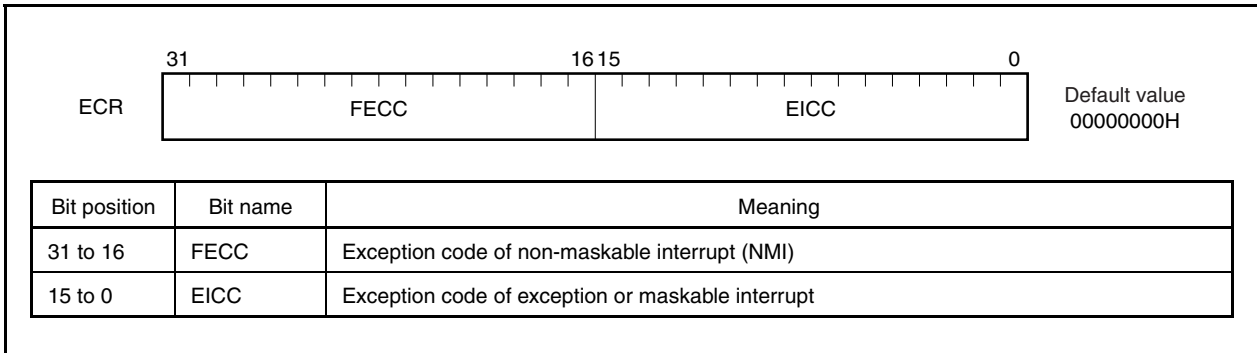 31 16 15 0
ECR FECC EICC Default value
00000000H
Bit position Bit name Meaning
31 to 16 FECC Exception code of non-maskable interrupt (NMI)
15 to 0 EICC Exception code of exception or maskable interrupt